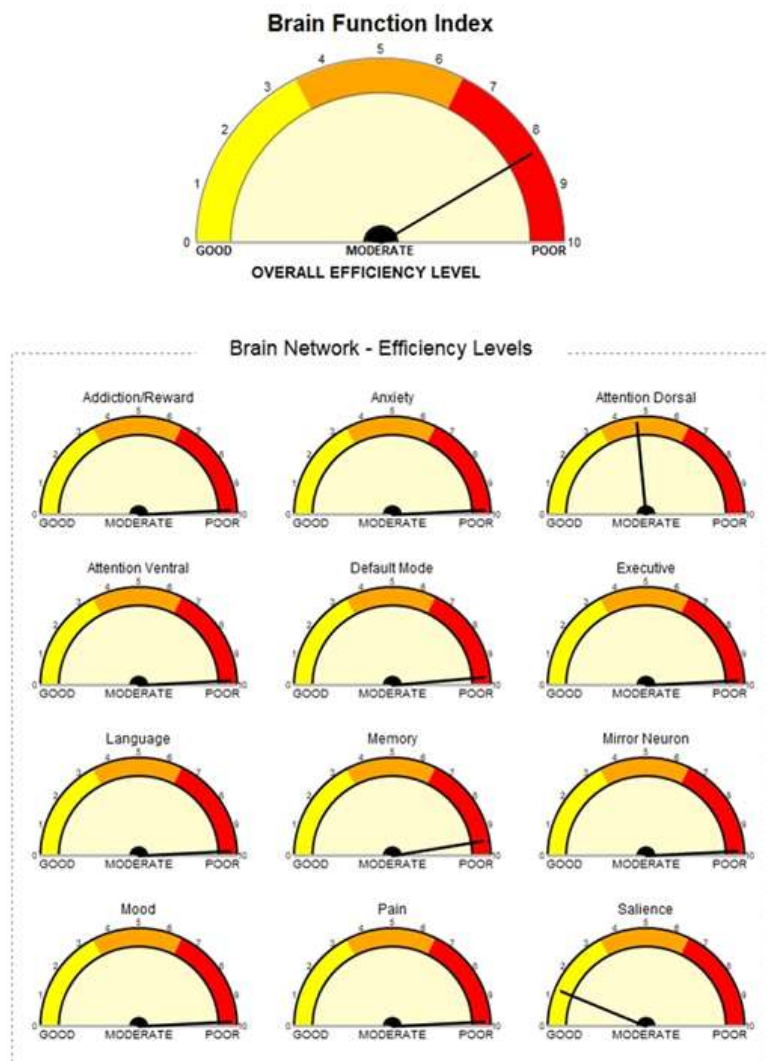 Brain Function Index
0 1 2 3 4 5 6 7 8 9 10
GOOD MODERATE POOR
OVERALL EFFICIENCY LEVEL
Brain Network - Efficiency Levels
Addiction/Reward Anxiety Attention Dorsal
GOOD MODERATE POOR GOOD MODERATE POOR GOOD MODERATE POOR
Attention Ventral Default Mode Executive
GOOD MODERATE POOR GOOD MODERATE POOR GOOD MODERATE POOR
Language Memory Mirror Neuron
GOOD MODERATE POOR GOOD MODERATE POOR GOOD MODERATE POOR
Mood Pain Salience
GOOD MODERATE POOR GOOD MODERATE POOR GOOD MODERATE POOR